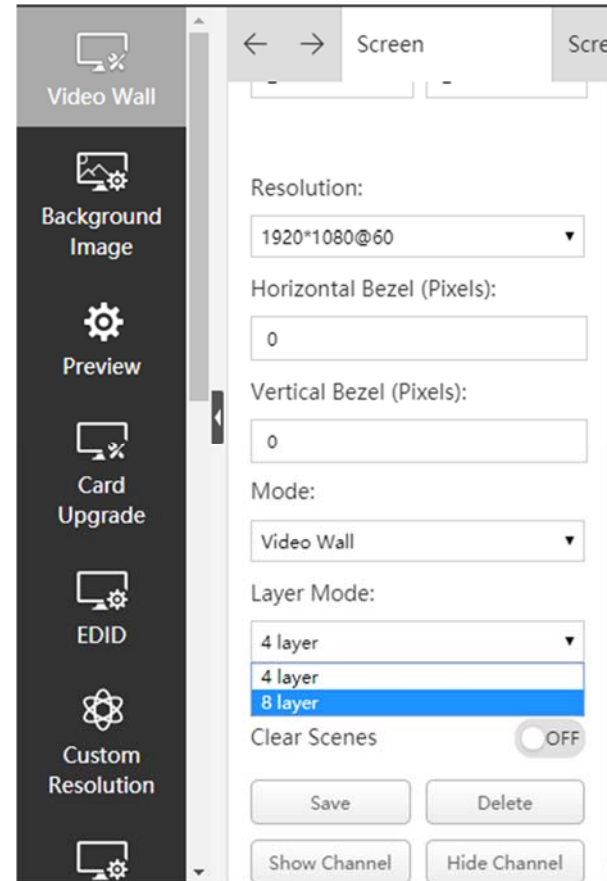 Video Wall
Background
Image
Preview
Card
Upgrade
EDID
Custom
Resolution
Screen
Resolution:
1920*1080@60
Horizontal Bezel (Pixels):
0
Vertical Bezel (Pixels):
0
Mode:
Video Wall
Layer Mode:
4 layer
4 layer
8 layer
Clear Scenes OFF
Save Delete
Show Channel Hide Channel